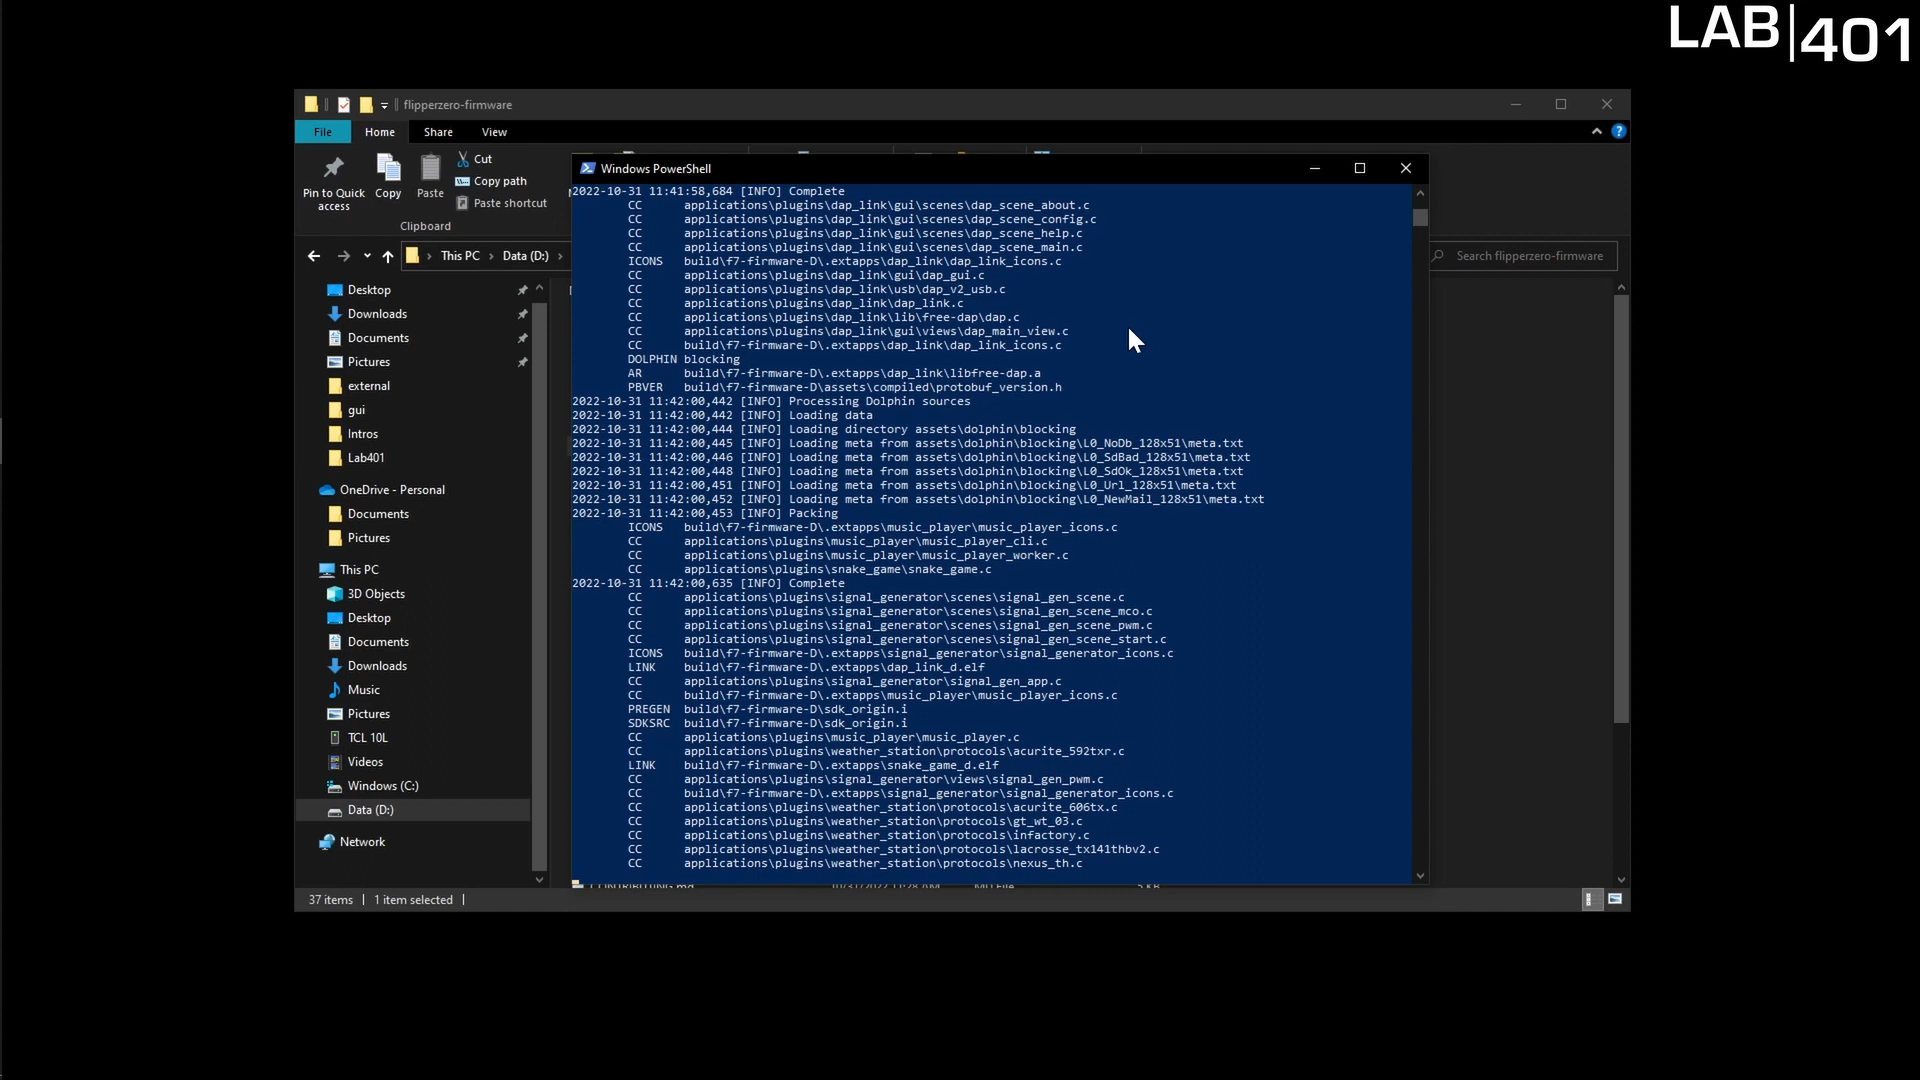 LAB|401
flipperzero-firmware
File Home Share View
Cut
Copy path
Paste shortcut
Pin to Quick access
Copy
Paste
Clipboard
This PC > Data (D:) >
Search flipperzero-firmware
Desktop
Downloads
Documents
Pictures
external
gui
Intros
Lab401
OneDrive - Personal
Documents
Pictures
This PC
3D Objects
Desktop
Documents
Downloads
Music
Pictures
TCL 10L
Videos
Windows (C:)
Data (D:)
Network
37 items | 1 item selected |
Windows PowerShell
2022-10-31 11:41:58,684 [INFO] Complete
CC applications\plugins\dap_link\gui\scenes\dap_scene_about.c
CC applications\plugins\dap_link\gui\scenes\dap_scene_config.c
CC applications\plugins\dap_link\gui\scenes\dap_scene_help.c
CC applications\plugins\dap_link\gui\scenes\dap_scene_main.c
ICONS build\f7-firmware-D\.extapps\dap_link\dap_link_icons.c
CC applications\plugins\dap_link\gui\dap_gui.c
CC applications\plugins\dap_link\usb\dap_v2_usb.c
CC applications\plugins\dap_link\dap_link.c
CC applications\plugins\dap_link\lib\free-dap\dap.c
CC applications\plugins\dap_link\gui\views\dap_main_view.c
CC build\f7-firmware-D\.extapps\dap_link\dap_link_icons.c
DOLPHIN blocking
AR build\f7-firmware-D\.extapps\dap_link\libfree-dap.a
PBVER build\f7-firmware-D\assets\compiled\protobuf_version.h
2022-10-31 11:42:00,442 [INFO] Processing Dolphin sources
2022-10-31 11:42:00,442 [INFO] Loading data
2022-10-31 11:42:00,444 [INFO] Loading directory assets\dolphin\blocking
2022-10-31 11:42:00,445 [INFO] Loading meta from assets\dolphin\blocking\L0_NoDb_128x51\meta.txt
2022-10-31 11:42:00,446 [INFO] Loading meta from assets\dolphin\blocking\L0_SdBad_128x51\meta.txt
2022-10-31 11:42:00,448 [INFO] Loading meta from assets\dolphin\blocking\L0_SdOk_128x51\meta.txt
2022-10-31 11:42:00,451 [INFO] Loading meta from assets\dolphin\blocking\L0_Url_128x51\meta.txt
2022-10-31 11:42:00,452 [INFO] Loading meta from assets\dolphin\blocking\L0_NewMail_128x51\meta.txt
2022-10-31 11:42:00,453 [INFO] Packing
ICONS build\f7-firmware-D\.extapps\music_player\music_player_icons.c
CC applications\plugins\music_player\music_player_cli.c
CC applications\plugins\music_player\music_player_worker.c
CC applications\plugins\snake_game\snake_game.c
2022-10-31 11:42:00,635 [INFO] Complete
CC applications\plugins\signal_generator\scenes\signal_gen_scene.c
CC applications\plugins\signal_generator\scenes\signal_gen_scene_mco.c
CC applications\plugins\signal_generator\scenes\signal_gen_scene_pwm.c
CC applications\plugins\signal_generator\scenes\signal_gen_scene_start.c
ICONS build\f7-firmware-D\.extapps\signal_generator\signal_generator_icons.c
LINK build\f7-firmware-D\.extapps\dap_link_d.elf
CC applications\plugins\signal_generator\signal_gen_app.c
CC build\f7-firmware-D\.extapps\music_player\music_player_icons.c
PREGEN build\f7-firmware-D\sdk_origin.i
SDKSRC build\f7-firmware-D\sdk_origin.i
CC applications\plugins\music_player\music_player.c
CC applications\plugins\weather_station\protocols\acurite_592txr.c
LINK build\f7-firmware-D\.extapps\snake_game_d.elf
CC applications\plugins\signal_generator\views\signal_gen_pwm.c
CC build\f7-firmware-D\.extapps\signal_generator\signal_generator_icons.c
CC applications\plugins\weather_station\protocols\acurite_606tx.c
CC applications\plugins\weather_station\protocols\gt_wt_03.c
CC applications\plugins\weather_station\protocols\infactory.c
CC applications\plugins\weather_station\protocols\lacrosse_tx141thbv2.c
CC applications\plugins\weather_station\protocols\nexus_th.c